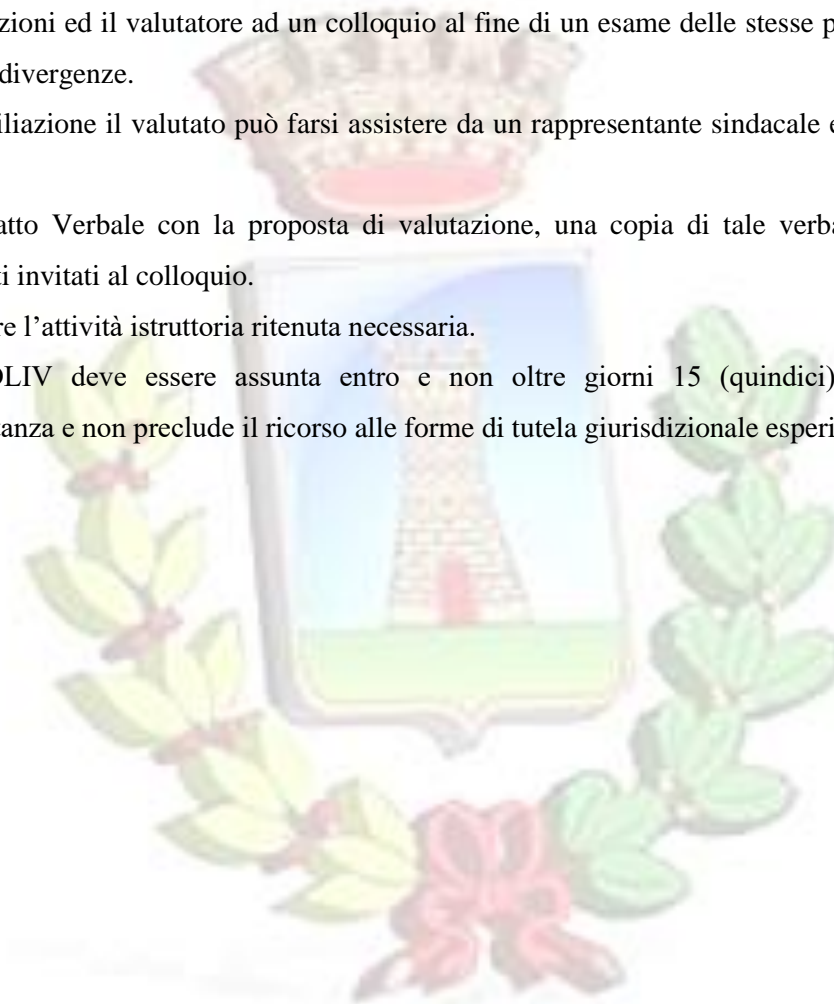 zioni ed il valutatore ad un colloquio al fine di un esame delle stesse p
divergenze.
iliazione il valutato può farsi assistere da un rappresentante sindacale e
atto Verbale con la proposta di valutazione, una copia di tale verba
ti invitati al colloquio.
re l’attività istruttoria ritenuta necessaria.
OLIV deve essere assunta entro e non oltre giorni 15 (quindici)
tanza e non preclude il ricorso alle forme di tutela giurisdizionale esperi